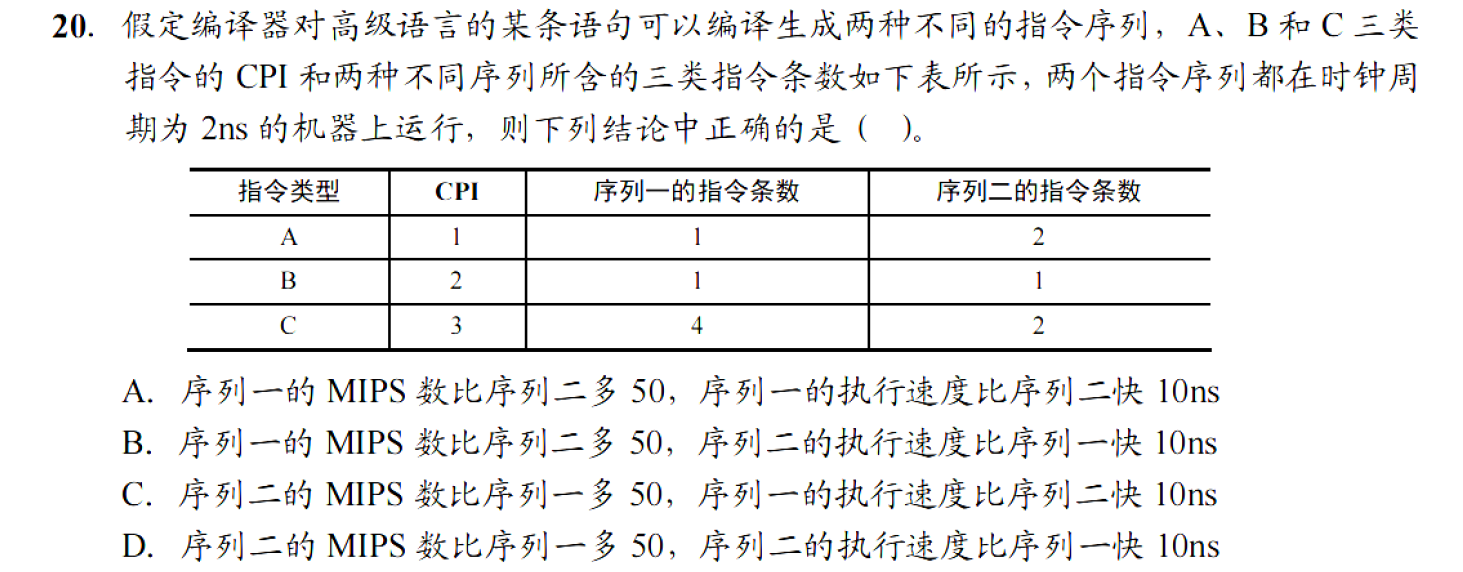 20. 假定编译器对高级语言的某条语句可以编译生成两种不同的指令序列，A、B 和 C 三类
指令的 CPI 和两种不同序列所含的三类指令条数如下表所示，两个指令序列都在时钟周
期为 2ns 的机器上运行，则下列结论中正确的是（ ）。
指令类型 CPI 序列一的指令条数 序列二的指令条数
A 1 1 2
B 2 1 1
C 3 4 2
A. 序列一的 MIPS 数比序列二多 50，序列一的执行速度比序列二快 10ns
B. 序列一的 MIPS 数比序列二多 50，序列二的执行速度比序列一快 10ns
C. 序列二的 MIPS 数比序列一多 50，序列一的执行速度比序列二快 10ns
D. 序列二的 MIPS 数比序列一多 50，序列二的执行速度比序列一快 10ns